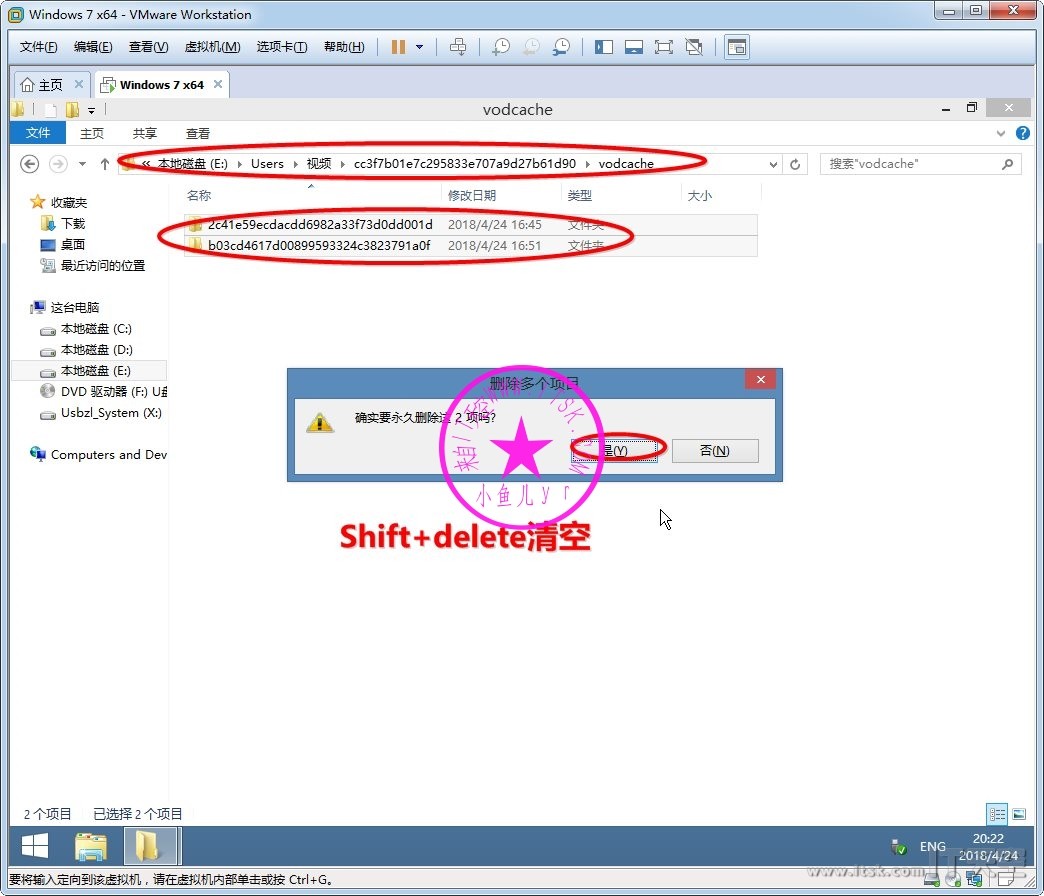 Windows 7 x64 - VMware Workstation
文件(F) 编辑(E) 查看(V) 虚拟机(M) 选项卡(T) 帮助(H)
主页 Windows 7 x64
vodcache
文件 主页 共享 查看
« 本地磁盘 (E:) Users 视频 cc3f7b01e7c295833e707a9d27b61d90 vodcache 搜索"vodcache"
名称 修改日期 类型 大小
收藏夹
下载
桌面
最近访问的位置
2c41e59ecdacdd6982a33f73d0dd001d 2018/4/24 16:45 文件夹
b03cd4617d00899593324c3823791a0f 2018/4/24 16:51 文件夹
这台电脑
本地磁盘 (C:)
本地磁盘 (D:)
本地磁盘 (E:)
DVD 驱动器 (F:) U盘
Usbzl_System (X:)
Computers and Dev
删除多个项目
确实要永久删除这 2 项吗?
是(Y) 否(N)
小鱼儿yr
Shift+delete清空
2 个项目 已选择 2 个项目
ENG
20:22
2018/4/24
www.itsk.com
要将输入定向到该虚拟机，请在虚拟机内部单击或按 Ctrl+G。